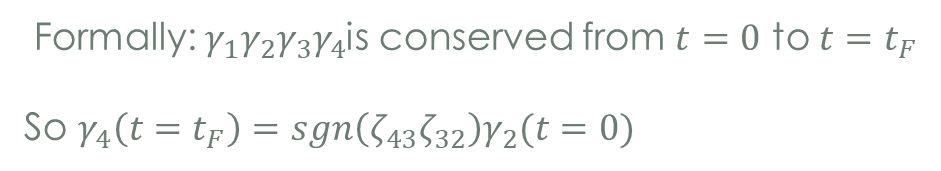 Formally: γ₁γ₂γ₃γ₄is conserved from t = 0 to t = t_F
So γ₄(t = t_F) = sgn(ζ₄₃ζ₃₂)γ₂(t = 0)